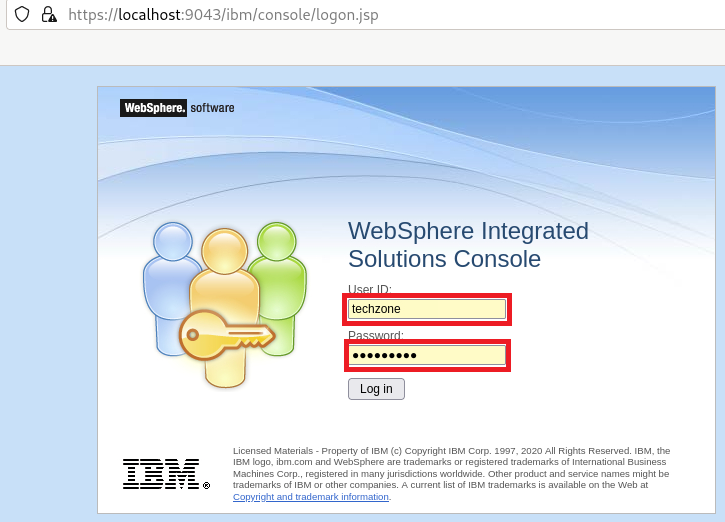 https://localhost:9043/ibm/console/logon.jsp
WebSphere. software
WebSphere Integrated
Solutions Console
User ID:
techzone
Password:
●●●●●●●●●
Log in
Licensed Materials - Property of IBM (c) Copyright IBM Corp. 1997, 2020 All Rights Reserved. IBM, the
IBM logo, ibm.com and WebSphere are trademarks or registered trademarks of International Business
Machines Corp., registered in many jurisdictions worldwide. Other product and service names might be
trademarks of IBM or other companies. A current list of IBM trademarks is available on the Web at
Copyright and trademark information.
IBM®